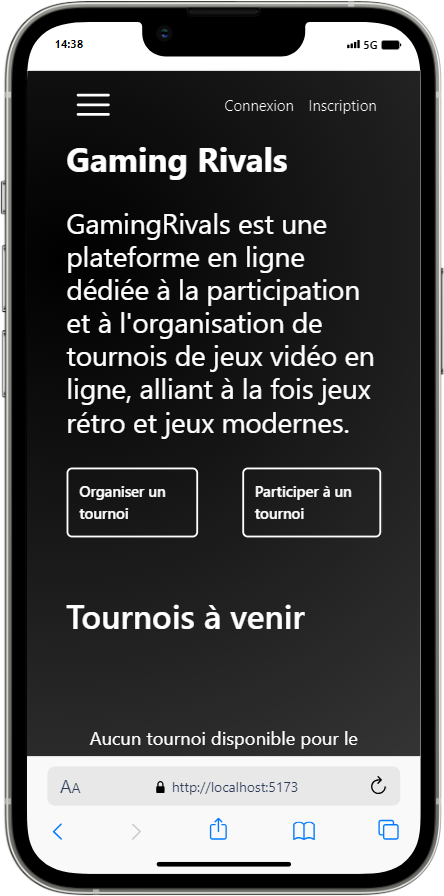 14:38
5G
Connexion Inscription
Gaming Rivals
GamingRivals est une
plateforme en ligne
dédiée à la participation
et à l'organisation de
tournois de jeux vidéo en
ligne, alliant à la fois jeux
rétro et jeux modernes.
Organiser un
tournoi
Participer à un
tournoi
Tournois à venir
Aucun tournoi disponible pour le
AA
http://localhost:5173